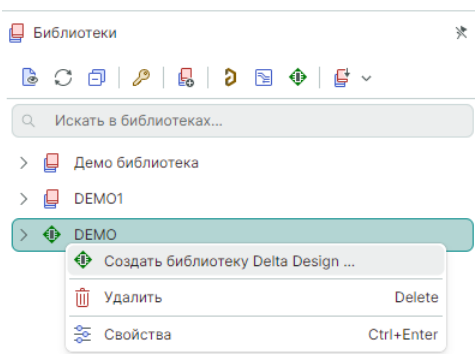 Библиотеки
Искать в библиотеках...
Демо библиотека
DEMO1
DEMO
Создать библиотеку Delta Design ...
Удалить Delete
Свойства Ctrl+Enter